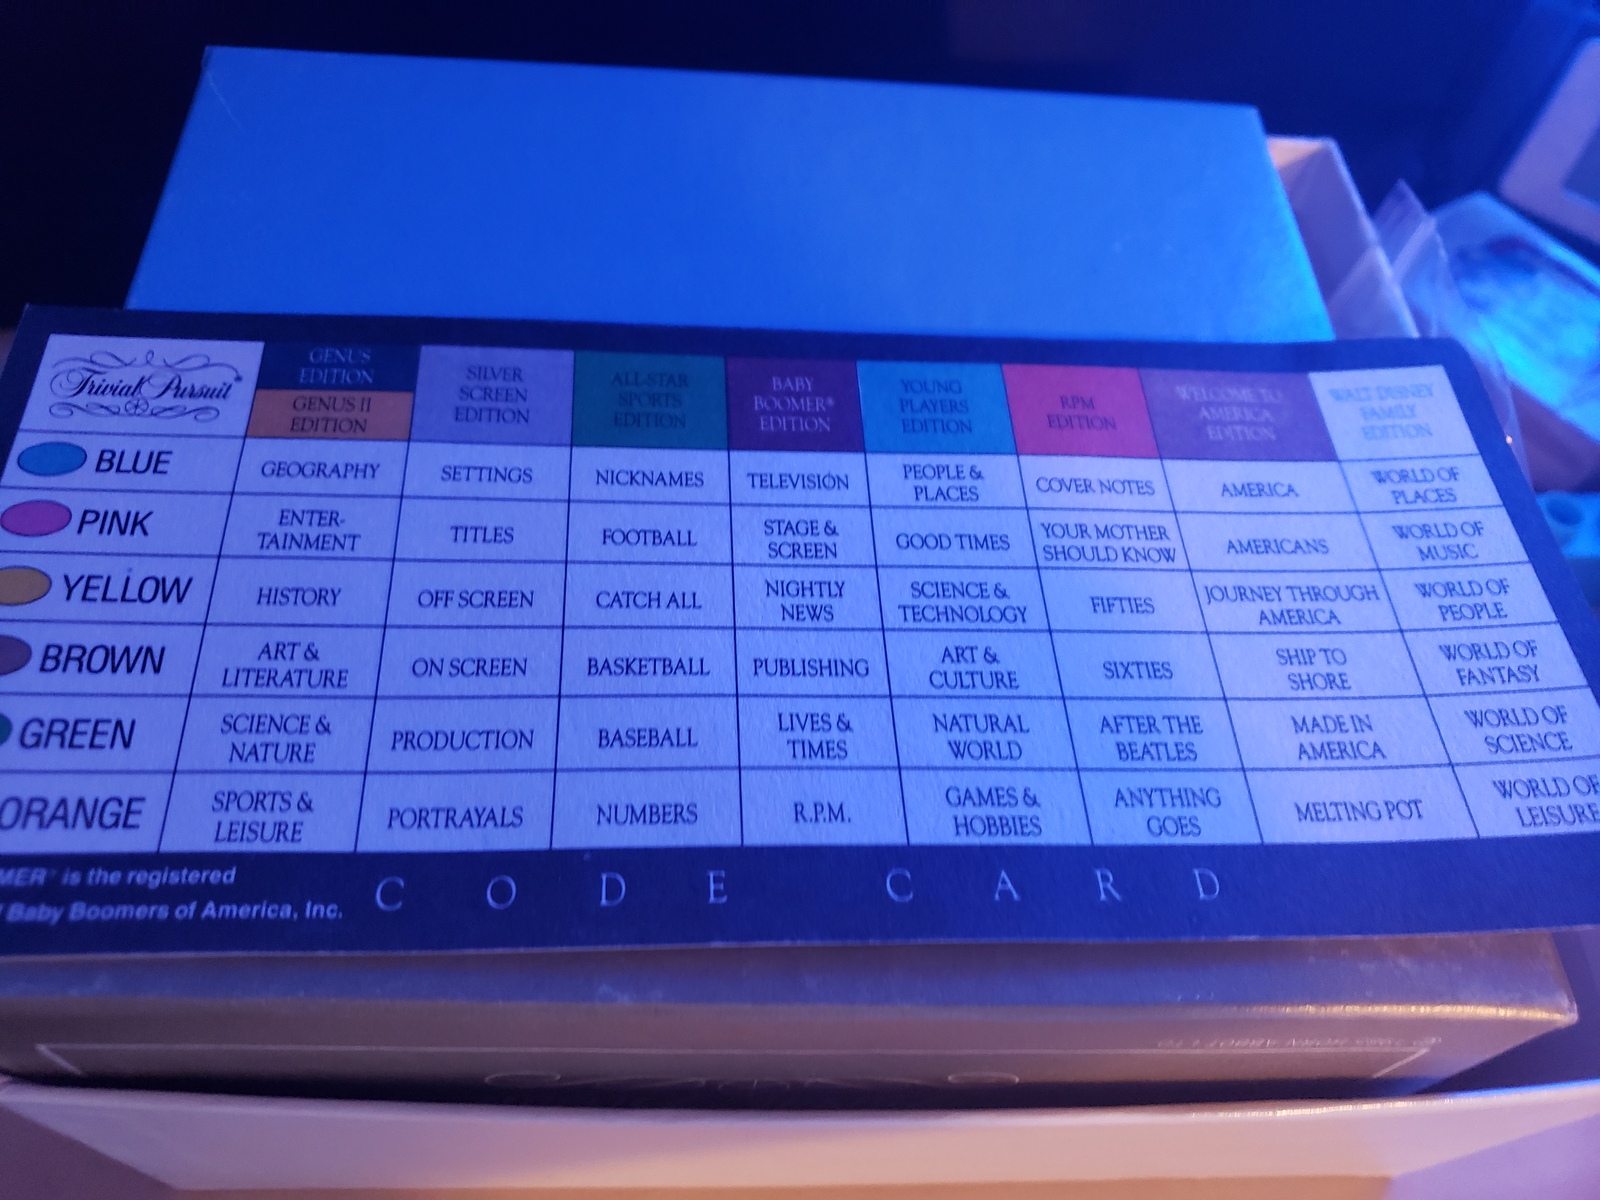 Trivial Pursuit®
GENUS
EDITION
GENUS II
EDITION
SILVER
SCREEN
EDITION
ALL-STAR
SPORTS
EDITION
BABY
BOOMER®
EDITION
YOUNG
PLAYERS
EDITION
RPM
EDITION
WELCOME TO
AMERICA
EDITION
WALT DISNEY
FAMILY
EDITION
BLUE
GEOGRAPHY
SETTINGS
NICKNAMES
TELEVISION
PEOPLE &
PLACES
COVER NOTES
AMERICA
WORLD OF
PLACES
PINK
ENTER-
TAINMENT
TITLES
FOOTBALL
STAGE &
SCREEN
GOOD TIMES
YOUR MOTHER
SHOULD KNOW
AMERICANS
WORLD OF
MUSIC
YELLOW
HISTORY
OFF SCREEN
CATCH ALL
NIGHTLY
NEWS
SCIENCE &
TECHNOLOGY
FIFTIES
JOURNEY THROUGH
AMERICA
WORLD OF
PEOPLE
BROWN
ART &
LITERATURE
ON SCREEN
BASKETBALL
PUBLISHING
ART &
CULTURE
SIXTIES
SHIP TO
SHORE
WORLD OF
FANTASY
GREEN
SCIENCE &
NATURE
PRODUCTION
BASEBALL
LIVES &
TIMES
NATURAL
WORLD
AFTER THE
BEATLES
MADE IN
AMERICA
WORLD OF
SCIENCE
ORANGE
SPORTS &
LEISURE
PORTRAYALS
NUMBERS
R.P.M.
GAMES &
HOBBIES
ANYTHING
GOES
MELTING POT
WORLD OF
LEISURE
MER® is the registered
Baby Boomers of America, Inc.
CODE CARD